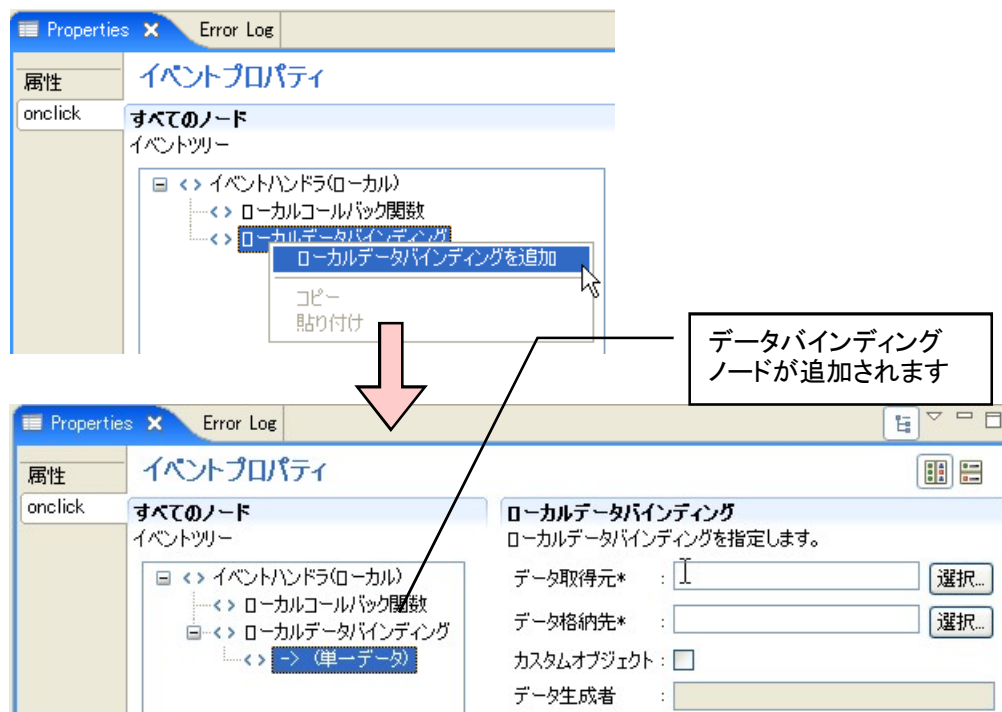 Properties Error Log
属性
イベントプロパティ
onclick
すべてのノード
イベントツリー
イベントハンドラ(ローカル)
ローカルコールバック関数
ローカルデータバインディング
ローカルデータバインディングを追加
コピー
貼り付け
データバインディング
ノードが追加されます
Properties Error Log
属性
イベントプロパティ
onclick
すべてのノード
イベントツリー
イベントハンドラ(ローカル)
ローカルコールバック関数
ローカルデータバインディング
-> (単一データ)
ローカルデータバインディング
ローカルデータバインディングを指定します。
データ取得元* : 選択...
データ格納先* : 選択...
カスタムオブジェクト :
データ生成者 :